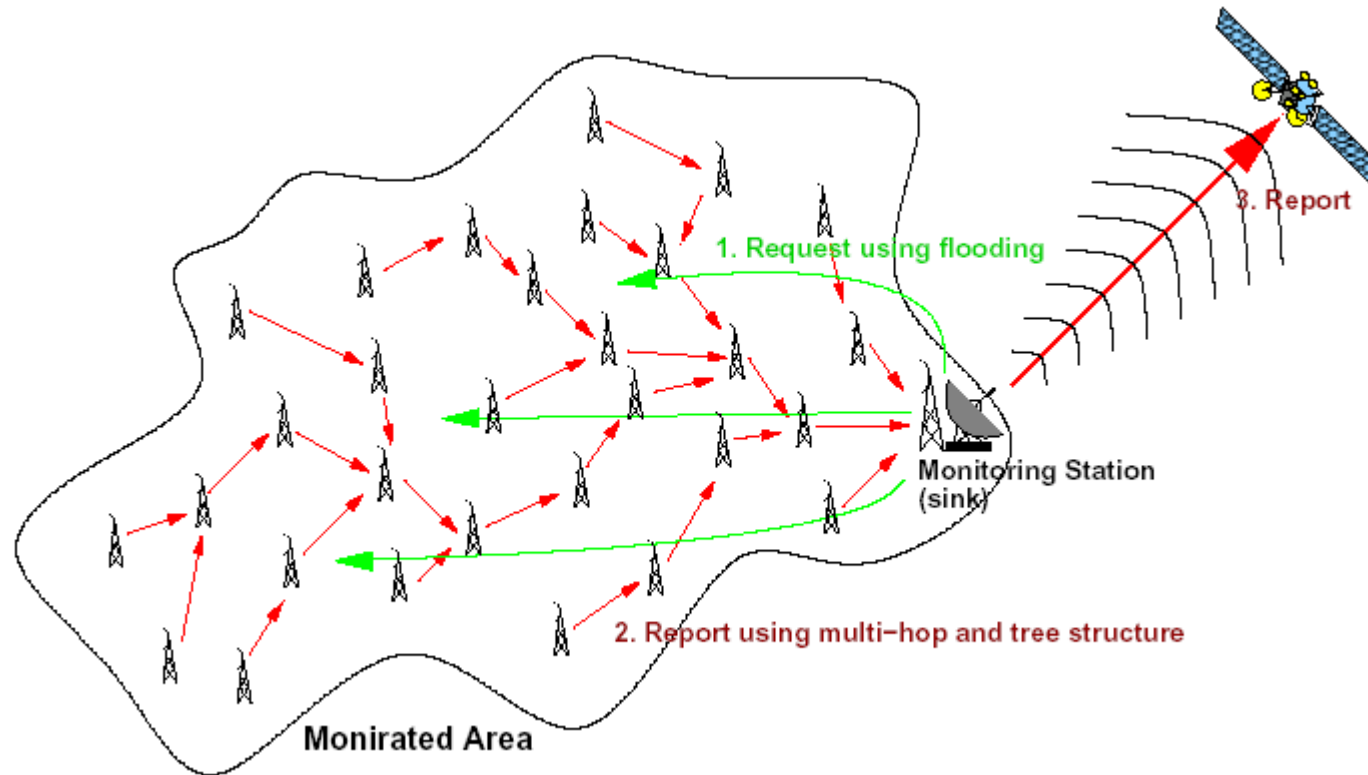 3. Report
1. Request using flooding
Monitoring Station
(sink)
2. Report using multi-hop and tree structure
Monirated Area